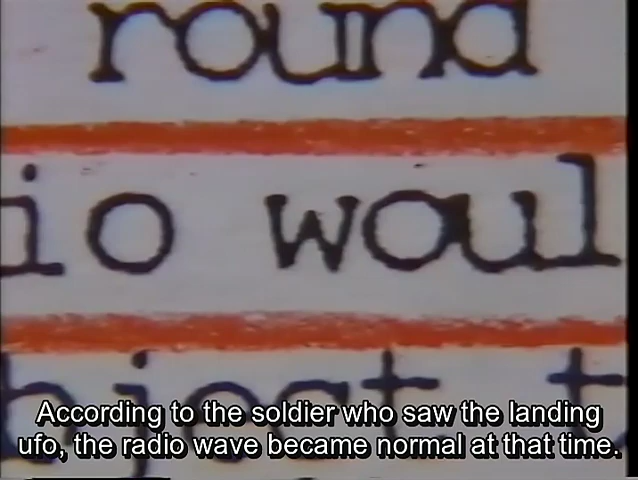 round
io woul
bject t
According to the soldier who saw the landing
ufo, the radio wave became normal at that time.